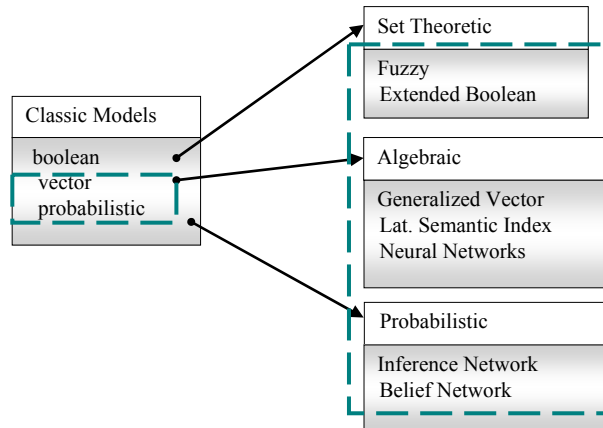 Classic Models
boolean
vector
probabilistic
Set Theoretic
Fuzzy
Extended Boolean
Algebraic
Generalized Vector
Lat. Semantic Index
Neural Networks
Probabilistic
Inference Network
Belief Network